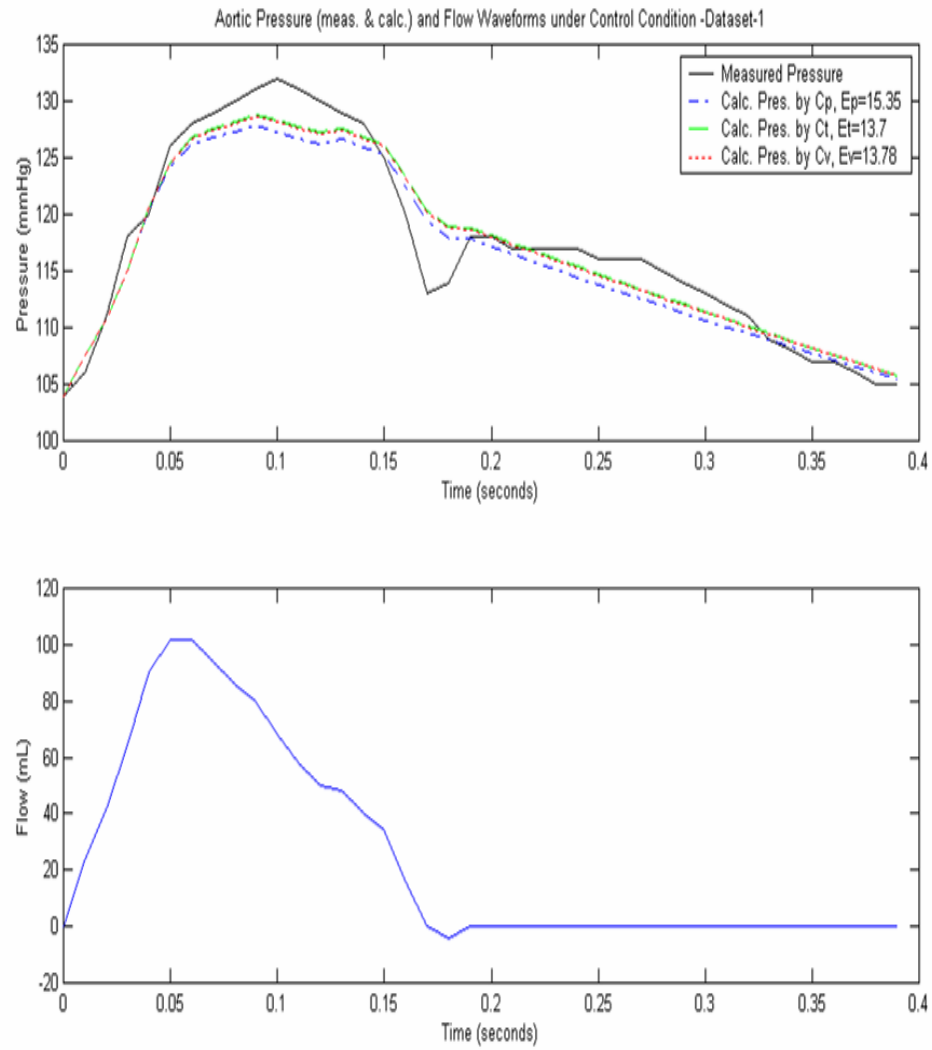 Aortic Pressure (meas. & calc.) and Flow Waveforms under Control Condition -Dataset-1
135
130
125
120
115
110
105
100
Pressure (mmHg)
Measured Pressure
Calc. Pres. by Cp, Ep=15.35
Calc. Pres. by Ct, Et=13.7
Calc. Pres. by Cv, Ev=13.78
0 0.05 0.1 0.15 0.2 0.25 0.3 0.35 0.4
Time (seconds)
120
100
80
60
40
20
0
-20
Flow (mL)
0 0.05 0.1 0.15 0.2 0.25 0.3 0.35 0.4
Time (seconds)